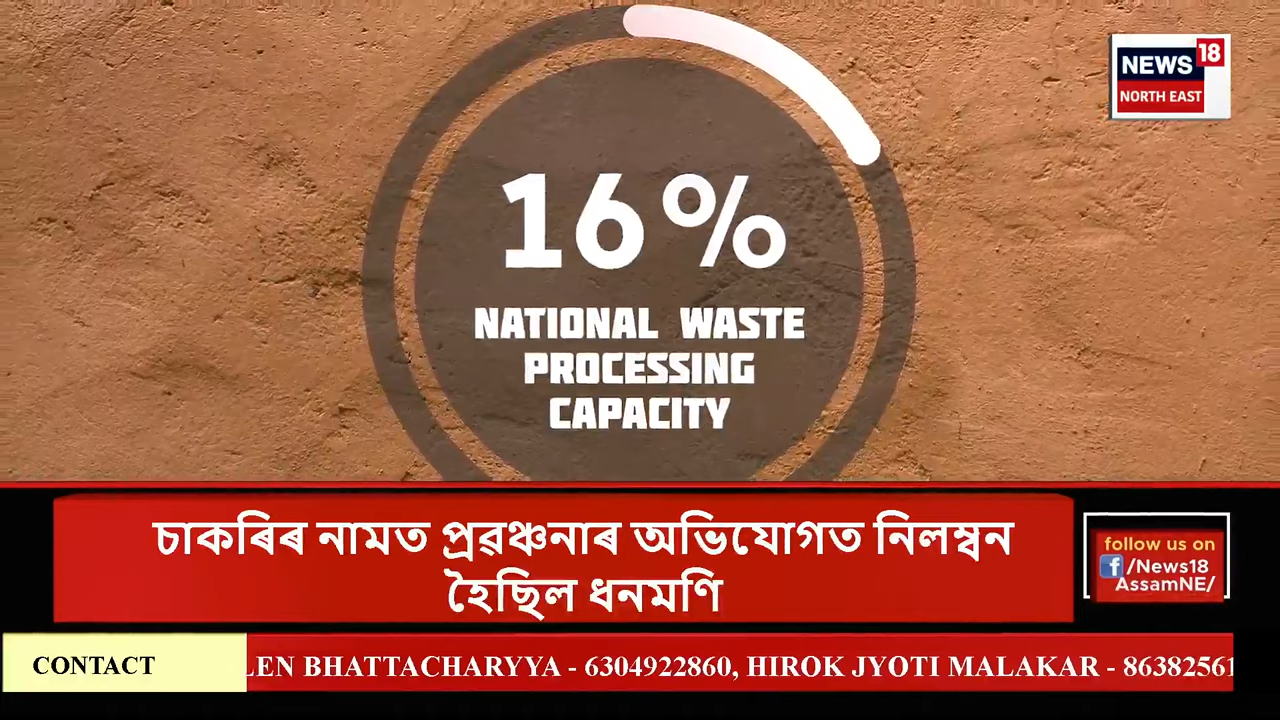 16%
NATIONAL WASTE
PROCESSING
CAPACITY
NEWS 18
NORTH EAST
চাকৰিৰ নামত প্ৰৱঞ্চনাৰ অভিযোগত নিলম্বন
হৈছিল ধনমণি
follow us on
f/News18
AssamNE/
CONTACT
LEN BHATTACHARYYA - 6304922860, HIROK JYOTI MALAKAR - 8638256